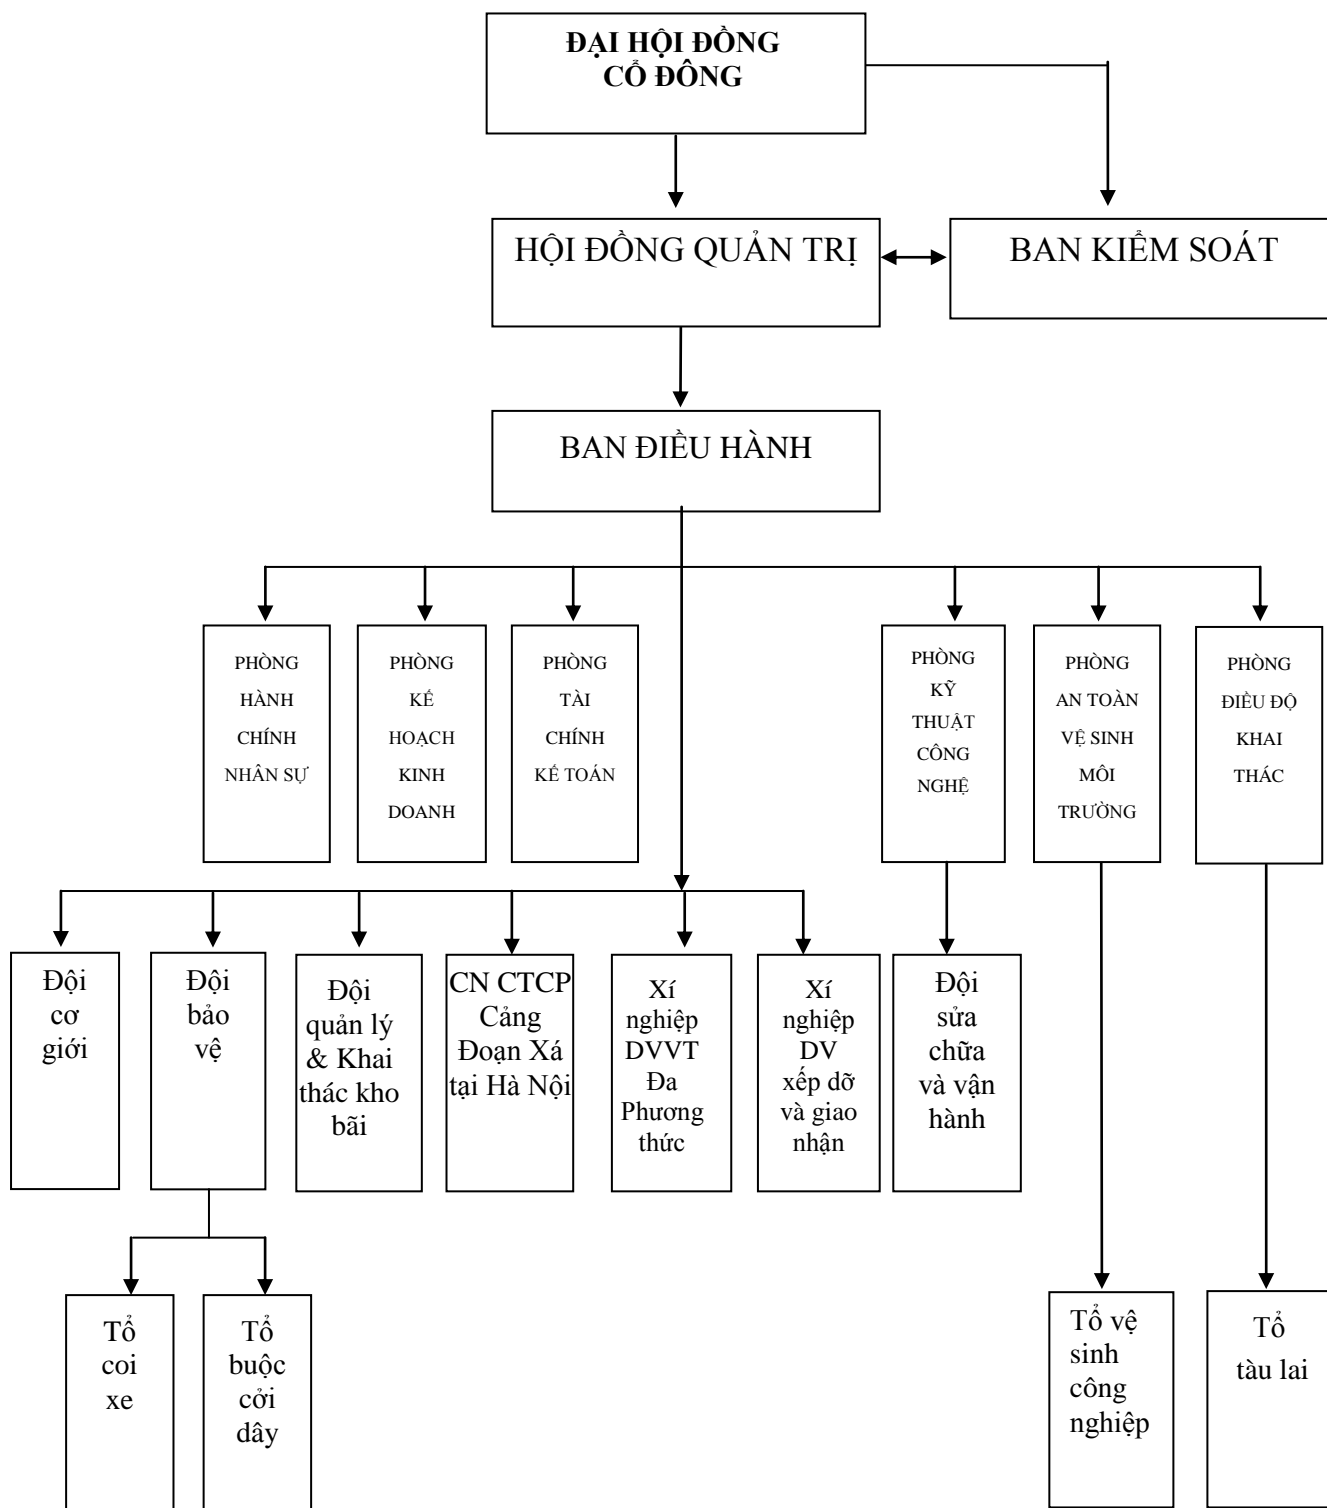 ĐẠI HỘI ĐỒNG
CỔ ĐÔNG
HỘI ĐỒNG QUẢN TRỊ
BAN KIỂM SOÁT
BAN ĐIỀU HÀNH
PHÒNG
HÀNH
CHÍNH
NHÂN SỰ
PHÒNG
KẾ
HOẠCH
KINH
DOANH
PHÒNG
TÀI
CHÍNH
KẾ TOÁN
PHÒNG
KỸ
THUẬT
CÔNG
NGHỆ
PHÒNG
AN TOÀN
VỆ SINH
MÔI
TRƯỜNG
PHÒNG
ĐIỀU ĐỘ
KHAI
THÁC
Đội
cơ
giới
Đội
bảo
vệ
Đội
quản lý
& Khai
thác kho
bãi
CN CTCP
Cảng
Đoạn Xá
tại Hà Nội
Xí
nghiệp
DVVT
Đa
Phương
thức
Xí
nghiệp
DV
xếp dỡ
và giao
nhận
Đội
sửa
chữa
và vận
hành
Tổ
coi
xe
Tổ
buộc
cởi
dây
Tổ vệ
sinh
công
nghiệp
Tổ
tàu lai